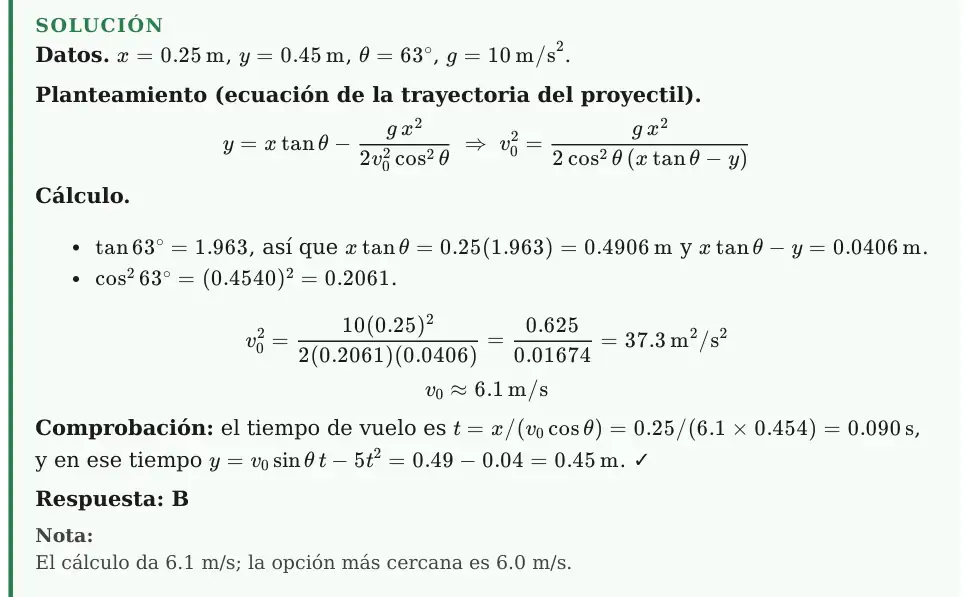 SOLUCIÓN
Datos. x = 0.25 m, y = 0.45 m, θ = 63°, g = 10 m/s².
Planteamiento (ecuación de la trayectoria del proyectil).
y = x tan θ − g x² / 2v₀² cos² θ ⇒ v₀² = g x² / 2 cos² θ (x tan θ − y)
Cálculo.
• tan 63° = 1.963, así que x tan θ = 0.25(1.963) = 0.4906 m y x tan θ − y = 0.0406 m.
• cos² 63° = (0.4540)² = 0.2061.
v₀² = 10(0.25)² / 2(0.2061)(0.0406) = 0.625 / 0.01674 = 37.3 m²/s²
v₀ ≈ 6.1 m/s
Comprobación: el tiempo de vuelo es t = x/(v₀ cos θ) = 0.25/(6.1 × 0.454) = 0.090 s,
y en ese tiempo y = v₀ sin θ t − 5t² = 0.49 − 0.04 = 0.45 m. ✓
Respuesta: B
Nota:
El cálculo da 6.1 m/s; la opción más cercana es 6.0 m/s.